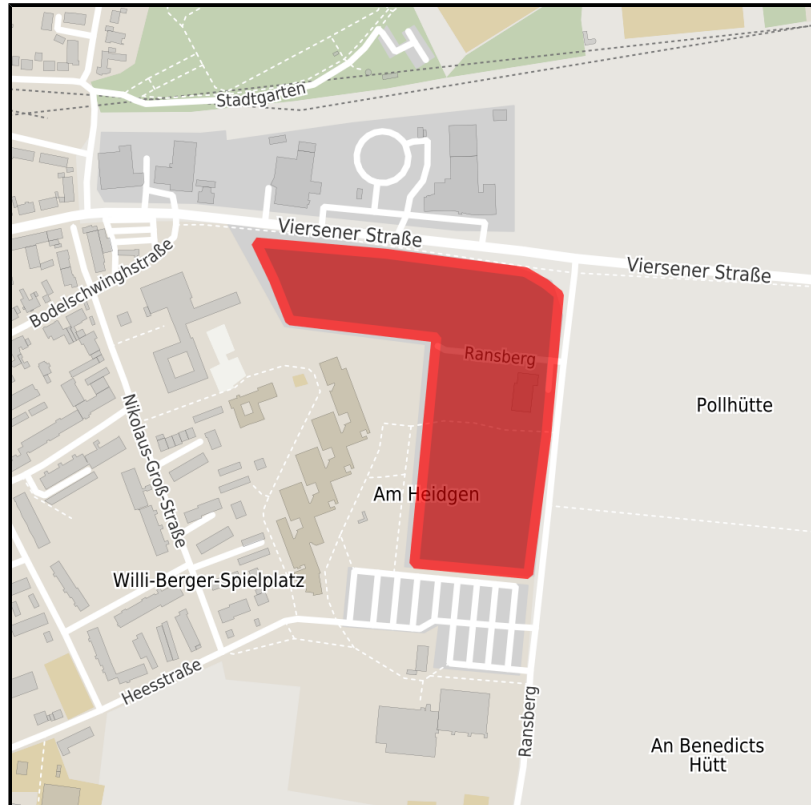 Stadtgarten
Viersener Straße
Viersener Straße
Bodelschwinghstraße
Ransberg
Pollhütte
Nikolaus-Groß-Straße
Am Heidgen
Willi-Berger-Spielplatz
Heesstraße
Ransberg
An Benedicts
Hütt